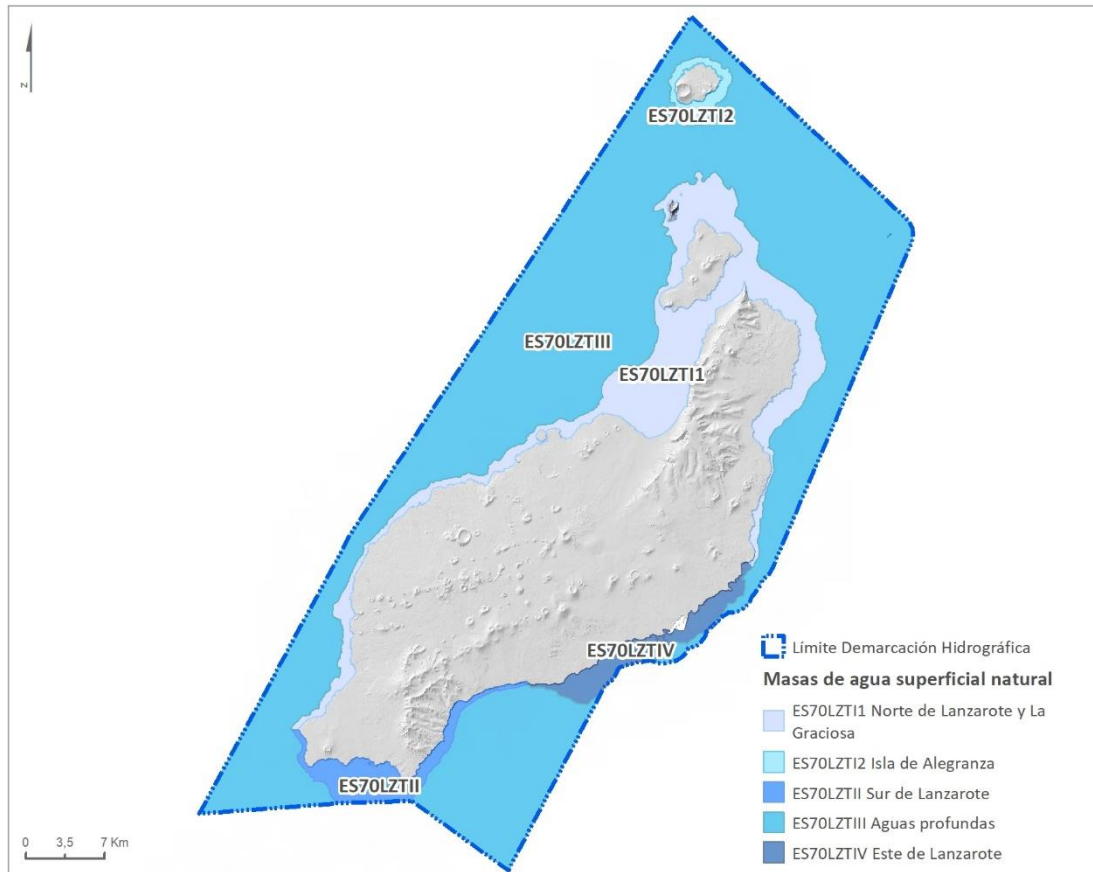 z
ES70LZTI2
ES70LZTIII
ES70LZTI1
ES70LZTIV
ES70LZTII
0 3,5 7 Km
Límite Demarcación Hidrográfica
Masas de agua superficial natural
ES70LZTI1 Norte de Lanzarote y La
Graciosa
ES70LZTI2 Isla de Alegranza
ES70LZTII Sur de Lanzarote
ES70LZTIII Aguas profundas
ES70LZTIV Este de Lanzarote